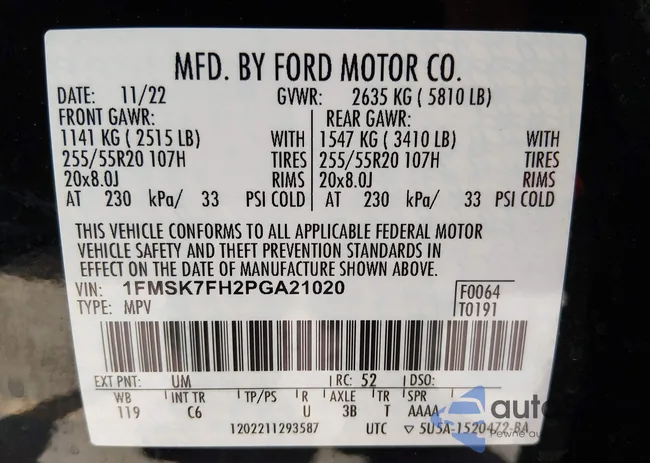 MFD. BY FORD MOTOR CO.
DATE: 11/22 GVWR: 2635 KG ( 5810 LB)
FRONT GAWR: REAR GAWR:
1141 KG ( 2515 LB) WITH 1547 KG ( 3410 LB) WITH
255/55R20 107H TIRES 255/55R20 107H TIRES
20x8.0J RIMS 20x8.0J RIMS
AT 230 kPa/ 33 PSI COLD AT 230 kPa/ 33 PSI COLD
THIS VEHICLE CONFORMS TO ALL APPLICABLE FEDERAL MOTOR
VEHICLE SAFETY AND THEFT PREVENTION STANDARDS IN
EFFECT ON THE DATE OF MANUFACTURE SHOWN ABOVE.
VIN: 1FMSK7FH2PGA21020 F0064
TYPE: MPV T0191
EXT PNT: UM RC: 52 DSO:
WB INT TR TP/PS R AXLE TR SPR
119 C6 U 3B T AAAA
1202211293587 UTC ▽ 5U5A-1520472-BA
auto
Pewne au